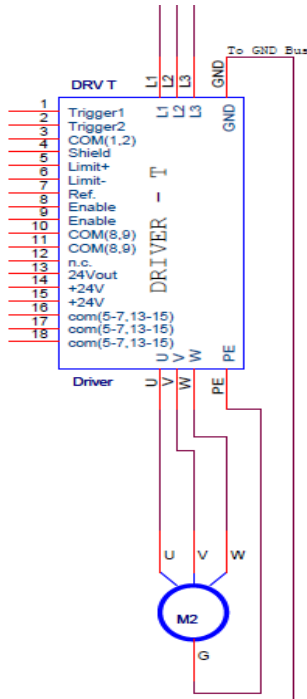 To GND Bus
L1 L2 L3 GND
DRV T
L1 L2 L3 GND
1 Trigger1
2 Trigger2
3 COM(1,2)
4 Shield
5 Limit+
6 Limit-
7 Ref.
8 Enable
9 Enable
10 COM(8,9)
11 COM(8,9)
12 n.c.
13 24Vout
14 +24V
15 +24V
16 com(5-7,13-15)
17 com(5-7,13-15)
18 com(5-7,13-15)
DRIVER - T
U V W PE
Driver
U V W PE
U V W
M2
G